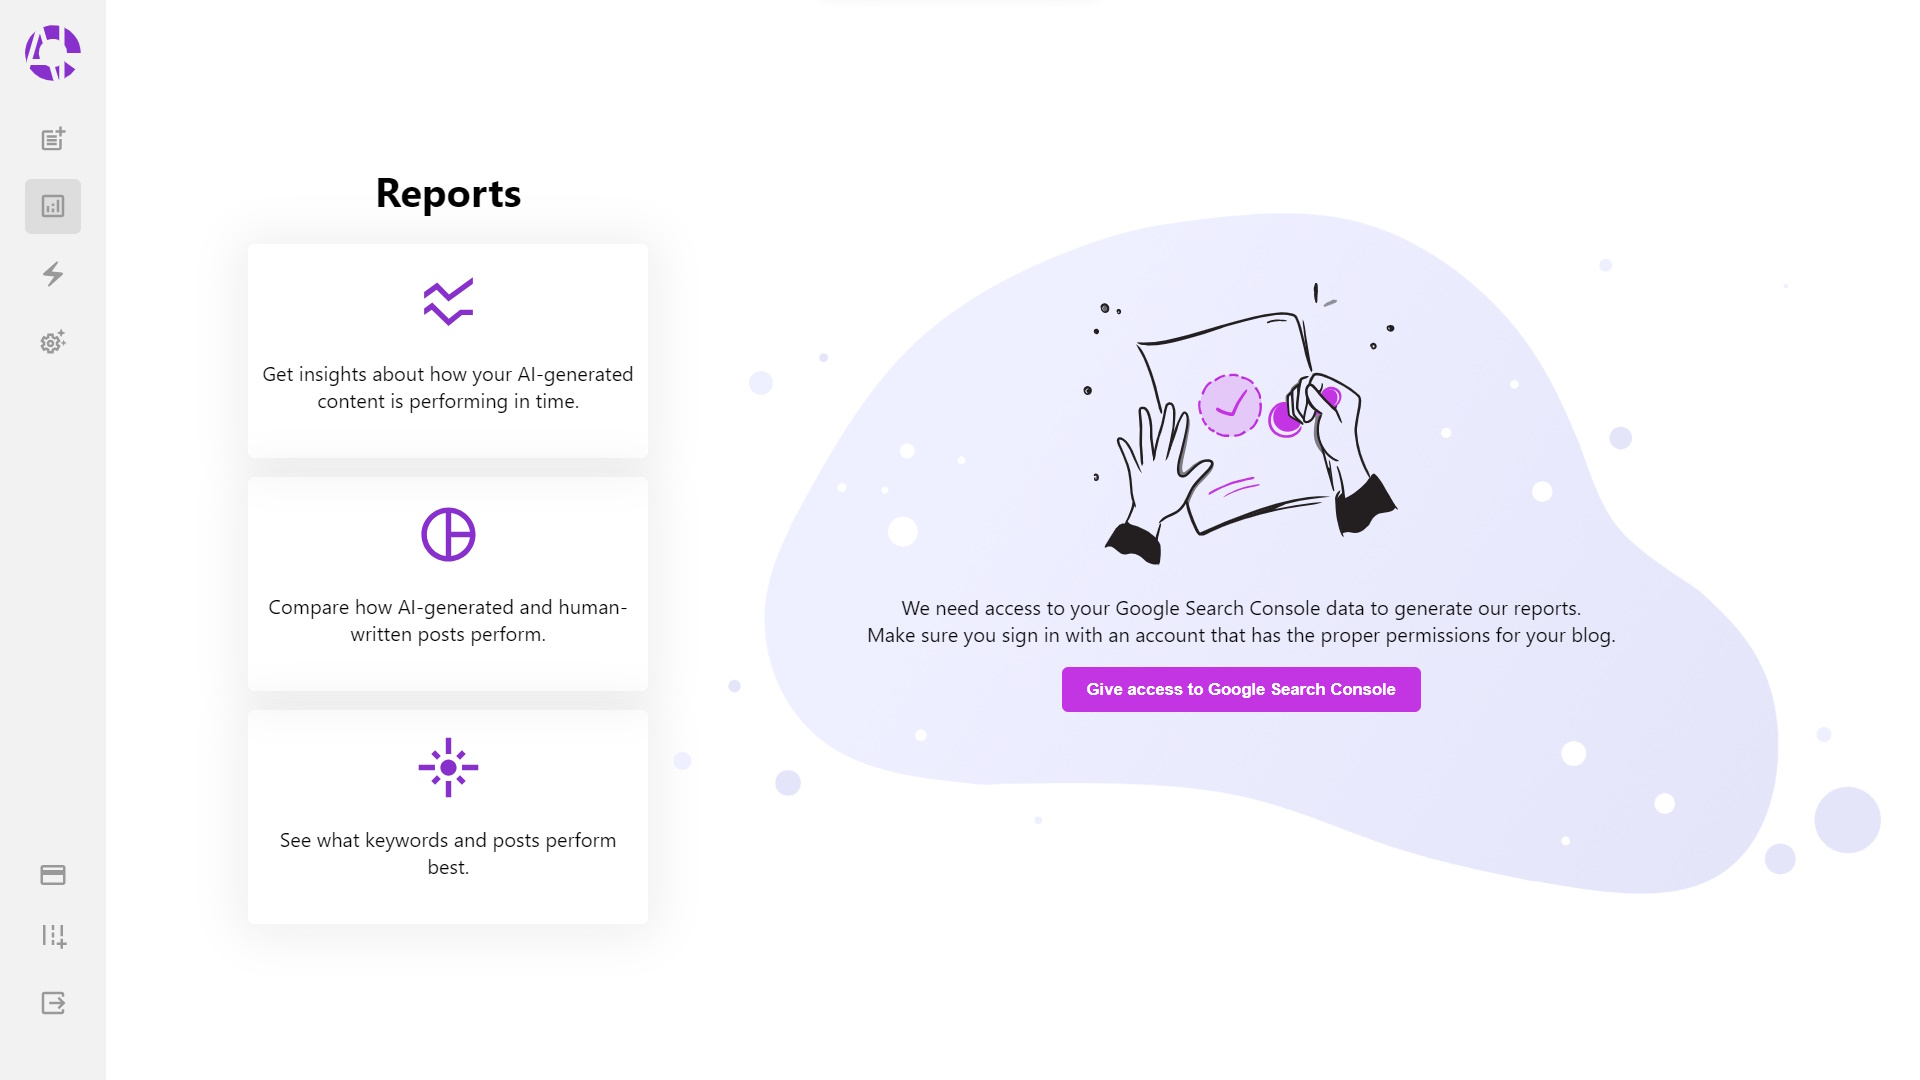 Reports
Get insights about how your AI-generated
content is performing in time.
Compare how AI-generated and human-
written posts perform.
See what keywords and posts perform
best.
We need access to your Google Search Console data to generate our reports.
Make sure you sign in with an account that has the proper permissions for your blog.
Give access to Google Search Console